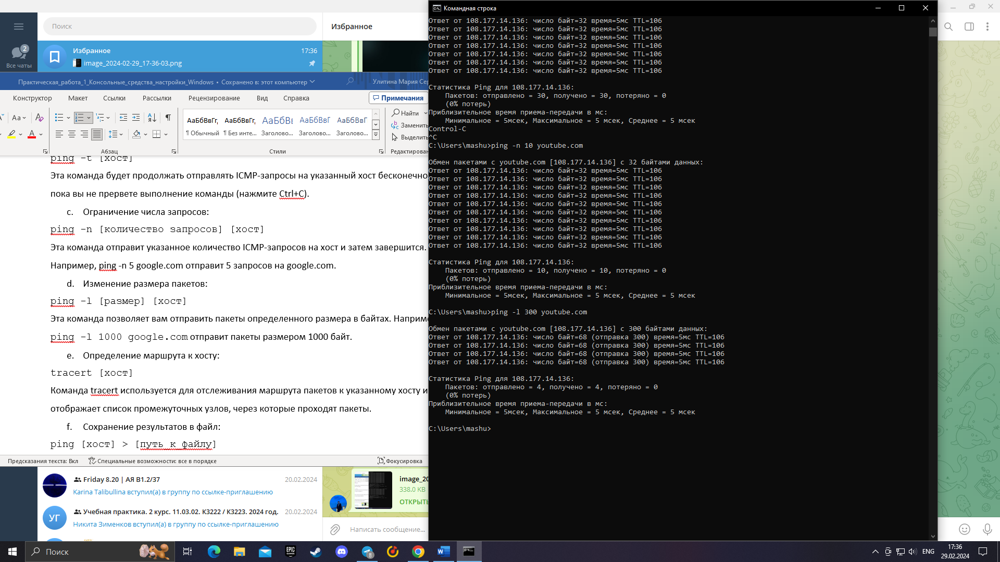 Поиск
2
Все чаты
Избранное
17:36
image_2024-02-29_17-36-03.png
Избранное
Практическая_работа_1_Консольные_средства_настройки_Windows • Сохранено в: этот компьютер
Улитина Мария Сер
Конструктор Макет Ссылки Рассылки Рецензирование Вид Справка
Примечания
Aa
АаБбВвГг, АаБбВвГг, АаБбВв АаБбВвГ АаБбВвГ
¶ Обычный ¶ Без инте... Заголово... Заголово... Заголово...
Найти
Заменить
Выделить
Абзац
Стили
Редактирован
ping -t [хост]
Эта команда будет продолжать отправлять ICMP-запросы на указанный хост бесконечно
пока вы не прервете выполнение команды (нажмите Ctrl+C).
c. Ограничение числа запросов:
ping -n [количество запросов] [хост]
Эта команда отправит указанное количество ICMP-запросов на хост и затем завершится.
Например, ping -n 5 google.com отправит 5 запросов на google.com.
d. Изменение размера пакетов:
ping -l [размер] [хост]
Эта команда позволяет вам отправить пакеты определенного размера в байтах. Наприме
ping -l 1000 google.com отправит пакеты размером 1000 байт.
e. Определение маршрута к хосту:
tracert [хост]
Команда tracert используется для отслеживания маршрута пакетов к указанному хосту и
отображает список промежуточных узлов, через которые проходят пакеты.
f. Сохранение результатов в файл:
ping [хост] > [путь_к_файлу]
Предсказания текста: Вкл
Специальные возможности: все в порядке
Фокусировка
Friday 8.20 | АЯ В1.2/37
20.02.2024
Karina Talibullina вступил(а) в группу по ссылке-приглашению
УГ
Учебная практика. 2 курс. 11.03.02. К3222 / К3223. 2024 год.
20.02.2024
Никита Зименков вступил(а) в группу по ссылке-приглашению
image_20
338.0 KB
ОТКРЫТЬ
Написать сообщение...
Командная строка
Ответ от 108.177.14.136: число байт=32 время=5мс TTL=106
Ответ от 108.177.14.136: число байт=32 время=5мс TTL=106
Ответ от 108.177.14.136: число байт=32 время=5мс TTL=106
Ответ от 108.177.14.136: число байт=32 время=5мс TTL=106
Ответ от 108.177.14.136: число байт=32 время=5мс TTL=106
Ответ от 108.177.14.136: число байт=32 время=5мс TTL=106
Ответ от 108.177.14.136: число байт=32 время=5мс TTL=106
Статистика Ping для 108.177.14.136:
Пакетов: отправлено = 30, получено = 30, потеряно = 0
(0% потерь)
Приблизительное время приема-передачи в мс:
Минимальное = 5мсек, Максимальное = 5 мсек, Среднее = 5 мсек
Control-C
^C
C:\Users\mashu>ping -n 10 youtube.com
Обмен пакетами с youtube.com [108.177.14.136] с 32 байтами данных:
Ответ от 108.177.14.136: число байт=32 время=5мс TTL=106
Ответ от 108.177.14.136: число байт=32 время=5мс TTL=106
Ответ от 108.177.14.136: число байт=32 время=5мс TTL=106
Ответ от 108.177.14.136: число байт=32 время=5мс TTL=106
Ответ от 108.177.14.136: число байт=32 время=5мс TTL=106
Ответ от 108.177.14.136: число байт=32 время=5мс TTL=106
Ответ от 108.177.14.136: число байт=32 время=5мс TTL=106
Ответ от 108.177.14.136: число байт=32 время=5мс TTL=106
Ответ от 108.177.14.136: число байт=32 время=5мс TTL=106
Ответ от 108.177.14.136: число байт=32 время=5мс TTL=106
Статистика Ping для 108.177.14.136:
Пакетов: отправлено = 10, получено = 10, потеряно = 0
(0% потерь)
Приблизительное время приема-передачи в мс:
Минимальное = 5мсек, Максимальное = 5 мсек, Среднее = 5 мсек
C:\Users\mashu>ping -l 300 youtube.com
Обмен пакетами с youtube.com [108.177.14.136] с 300 байтами данных:
Ответ от 108.177.14.136: число байт=68 (отправка 300) время=5мс TTL=106
Ответ от 108.177.14.136: число байт=68 (отправка 300) время=5мс TTL=106
Ответ от 108.177.14.136: число байт=68 (отправка 300) время=5мс TTL=106
Ответ от 108.177.14.136: число байт=68 (отправка 300) время=5мс TTL=106
Статистика Ping для 108.177.14.136:
Пакетов: отправлено = 4, получено = 4, потеряно = 0
(0% потерь)
Приблизительное время приема-передачи в мс:
Минимальное = 5мсек, Максимальное = 5 мсек, Среднее = 5 мсек
C:\Users\mashu>
Поиск
EPIC GAMES
8
ENG
17:36
29.02.2024